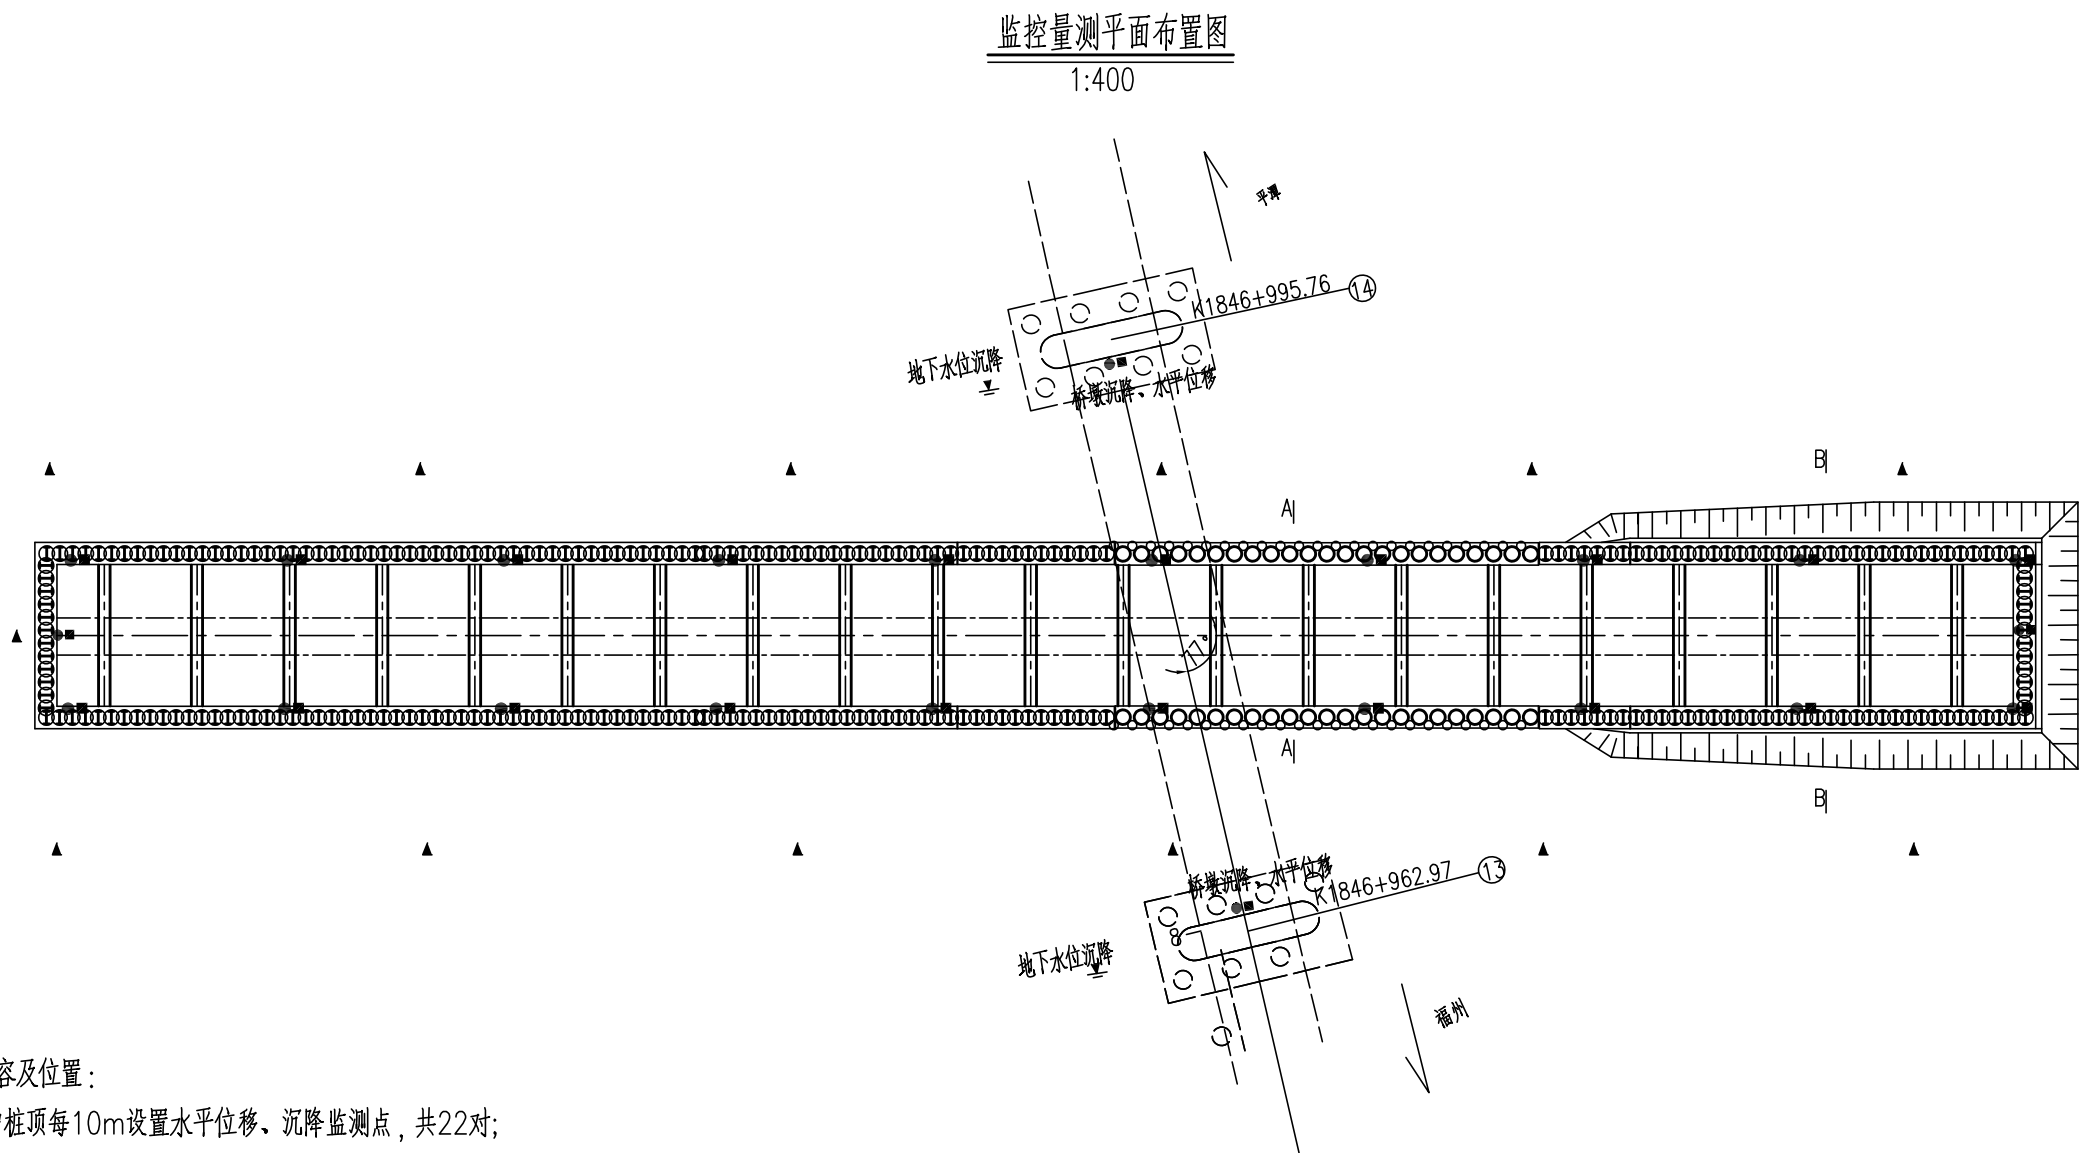 监控量测平面布置图
1:400
平潭
K1846+995.76 14
地下水位沉降
桥墩沉降、水平位移
B
A
77°
A
B
桥墩沉降、水平位移
K1846+962.97 13
8
地下水位沉降
福州
容及位置:
桩顶每10m设置水平位移、沉降监测点,共22对;